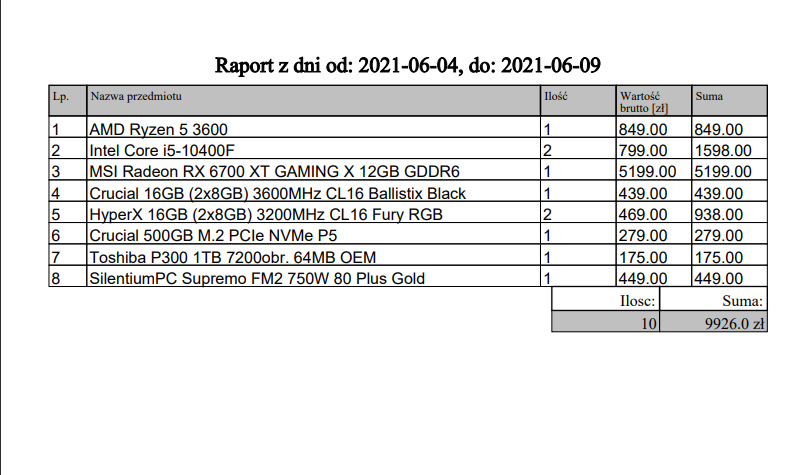 Raport z dni od: 2021-06-04, do: 2021-06-09
Lp. Nazwa przedmiotu Ilość Wartość brutto [zł] Suma
1 AMD Ryzen 5 3600 1 849.00 849.00
2 Intel Core i5-10400F 2 799.00 1598.00
3 MSI Radeon RX 6700 XT GAMING X 12GB GDDR6 1 5199.00 5199.00
4 Crucial 16GB (2x8GB) 3600MHz CL16 Ballistix Black 1 439.00 439.00
5 HyperX 16GB (2x8GB) 3200MHz CL16 Fury RGB 2 469.00 938.00
6 Crucial 500GB M.2 PCIe NVMe P5 1 279.00 279.00
7 Toshiba P300 1TB 7200obr. 64MB OEM 1 175.00 175.00
8 SilentiumPC Supremo FM2 750W 80 Plus Gold 1 449.00 449.00
Ilosc: Suma:
10 9926.0 zł